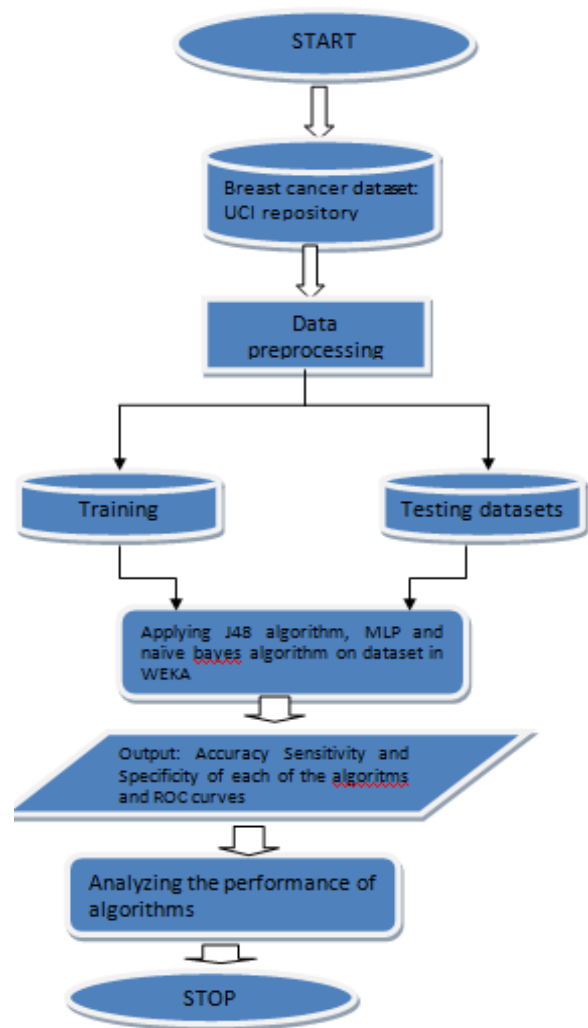 START
Breast cancer dataset:
UCI repository
Data
preprocessing
Training
Testing datasets
Applying J48 algorithm, MLP and
naïve bayes algorithm on dataset in
WEKA
Output: Accuracy Sensitivity and
Specificity of each of the algoritms
and ROC curves
Analyzing the performance of
algorithms
STOP